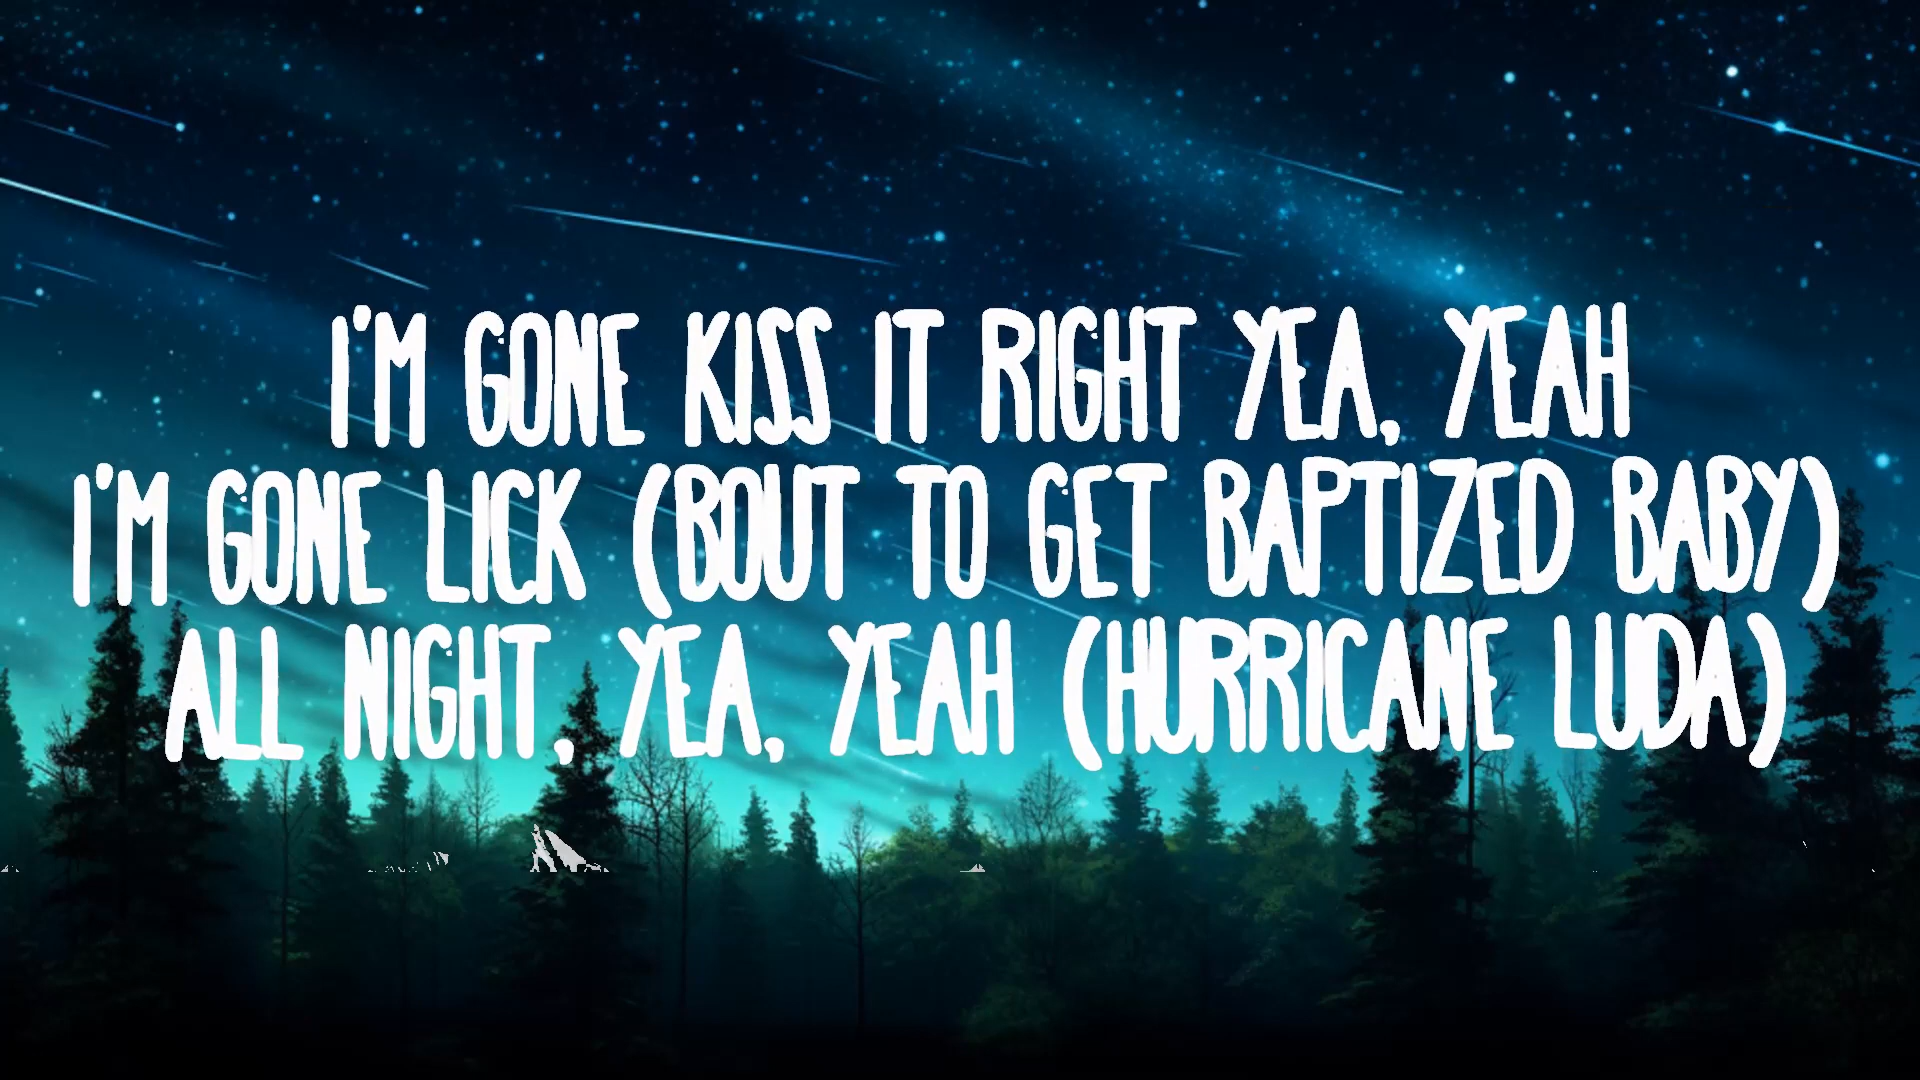 I'M GONE KISS IT RIGHT YEA, YEAH
I'M GONE LICK (BOUT TO GET BAPTIZED BABY)
ALL NIGHT, YEA, YEAH (HURRICANE LUDA)